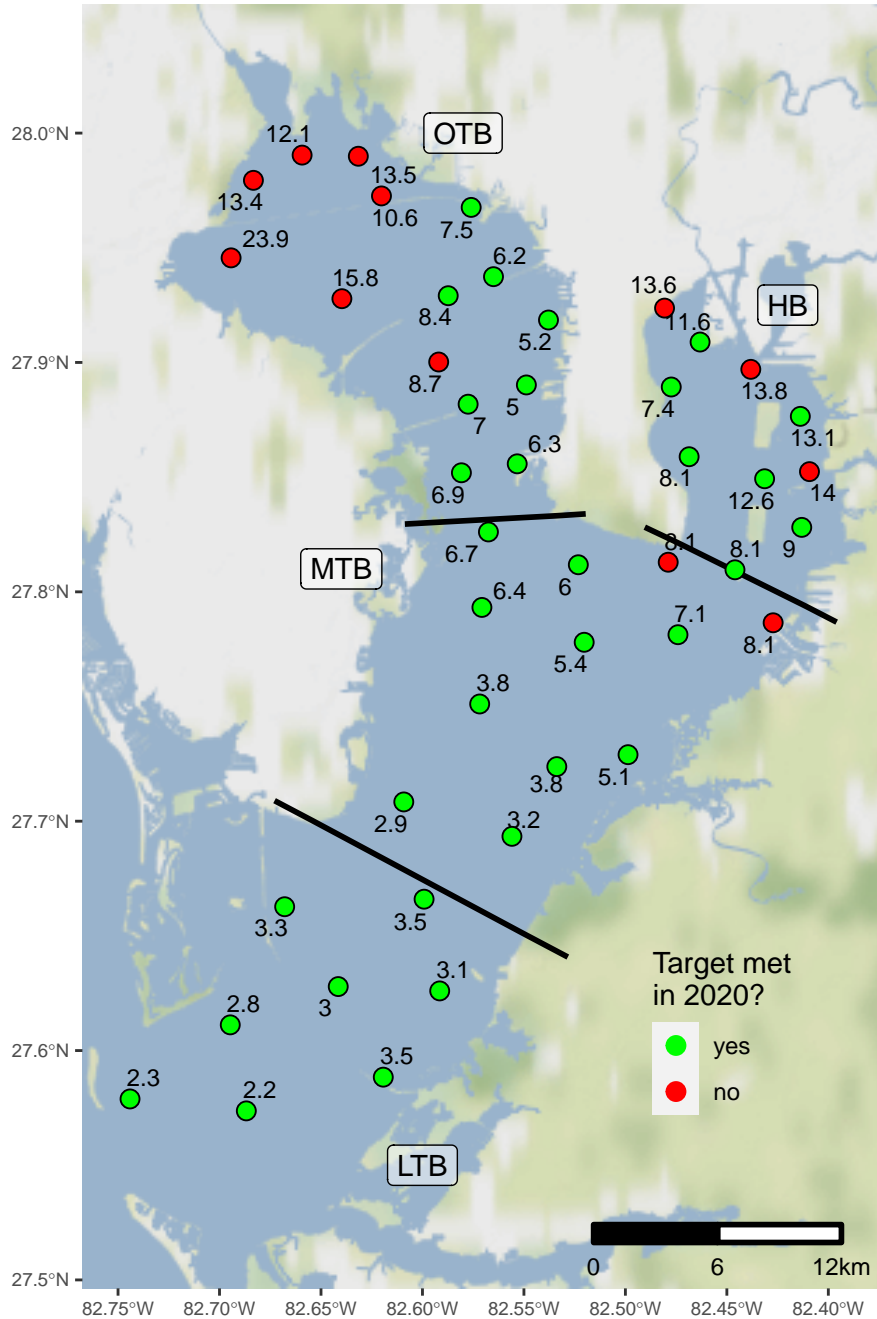 28.0°N
27.9°N
27.8°N
27.7°N
27.6°N
27.5°N
OTB
12.1
13.5
13.4
10.6
7.5
23.9
6.2
15.8
8.4
5.2
8.7
5
7
6.3
6.9
HB
13.6
11.6
13.8
7.4
13.1
8.1
14
12.6
9
8.1
8.1
MTB
6.7
6
6.4
7.1
8.1
5.4
3.8
3.8
5.1
2.9
3.2
3.3
3.5
3.1
3
2.8
3.5
2.3
2.2
LTB
Target met
in 2020?
yes
no
0 6 12km
82.75°W 82.70°W 82.65°W 82.60°W 82.55°W 82.50°W 82.45°W 82.40°W